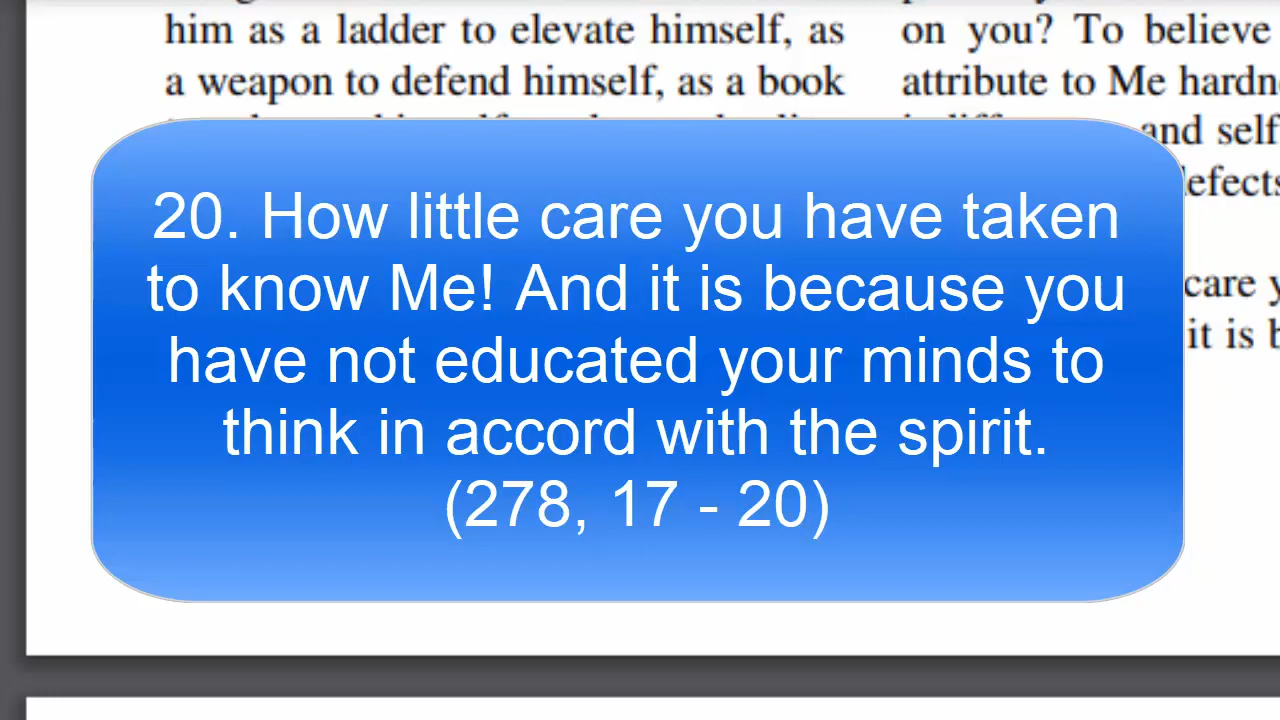 him as a ladder to elevate himself, as
a weapon to defend himself, as a book
on you? To believe
attribute to Me
and self
20. How little care you have taken
to know Me! And it is because you
have not educated your minds to
think in accord with the spirit.
(278, 17 - 20)
care
it is